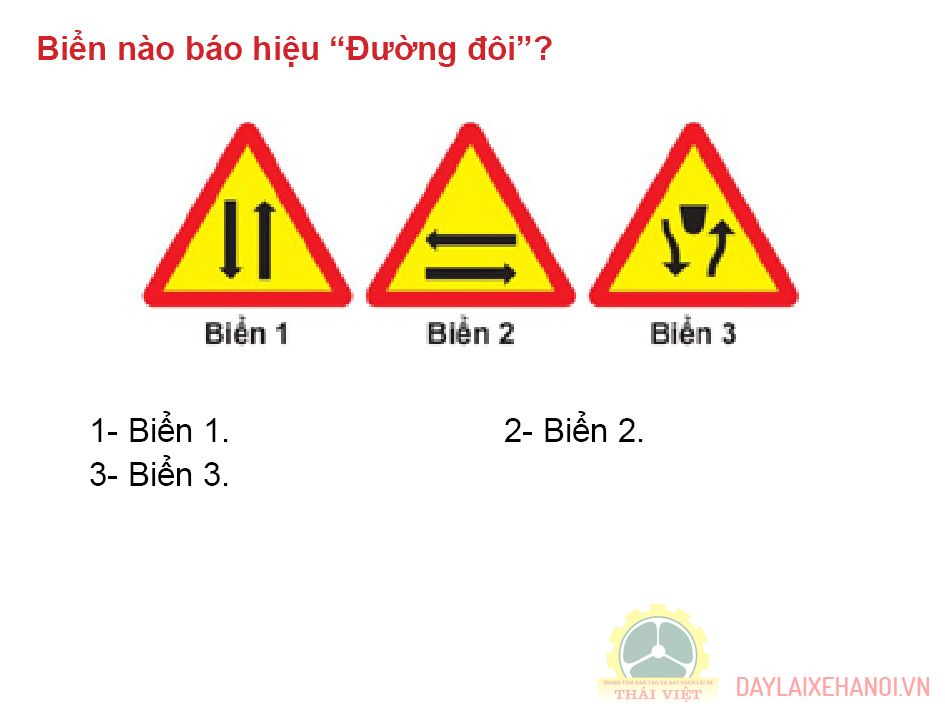 Biển nào báo hiệu “Đường đôi”?
Biển 1 Biển 2 Biển 3
1- Biển 1. 2- Biển 2.
3- Biển 3.
TRUNG TÂM ĐÀO TẠO VÀ SÁT HẠCH LÁI XE
THÁI VIỆT
DAYLAIXEHANOI.VN